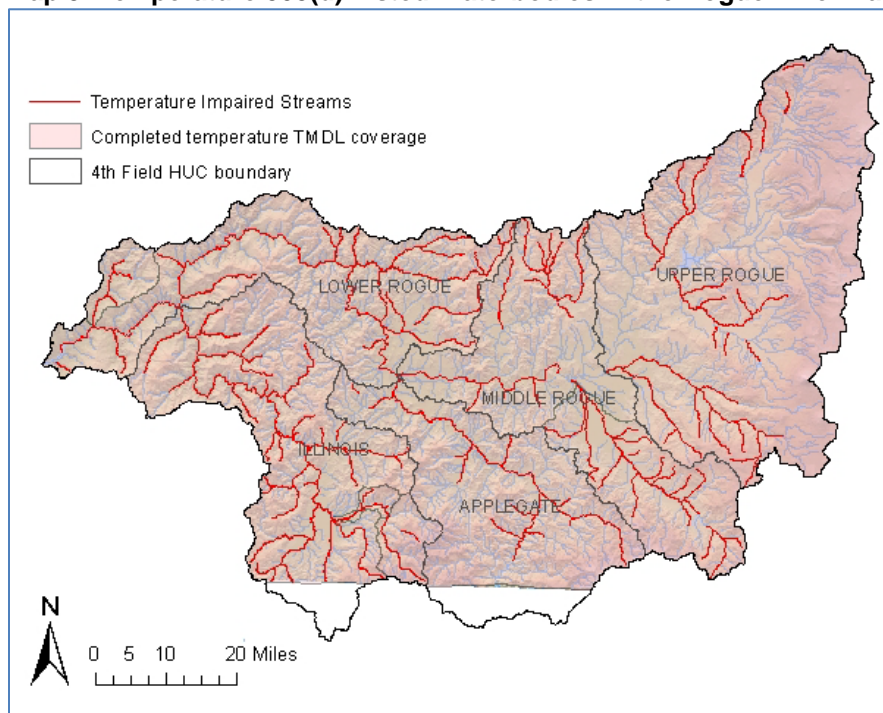 Temperature Impaired Streams
Completed temperature TMDL coverage
4th Field HUC boundary
UPPER ROGUE
LOWER ROGUE
MIDDLE ROGUE
ILLINOIS
APPLEGATE
N
0 5 10 20 Miles